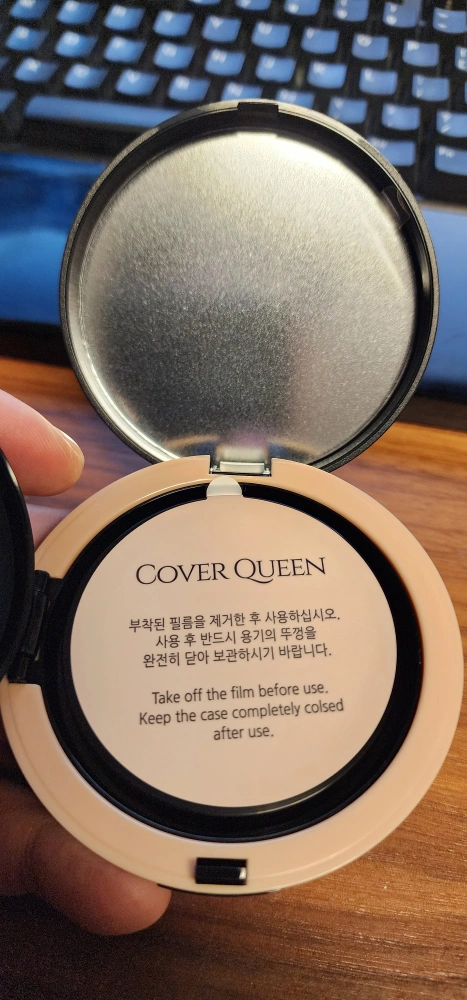 COVER QUEEN
부착된 필름을 제거한 후 사용하십시오.
사용 후 반드시 용기의 뚜껑을
완전히 닫아 보관하시기 바랍니다.
Take off the film before use.
Keep the case completely colsed
after use.